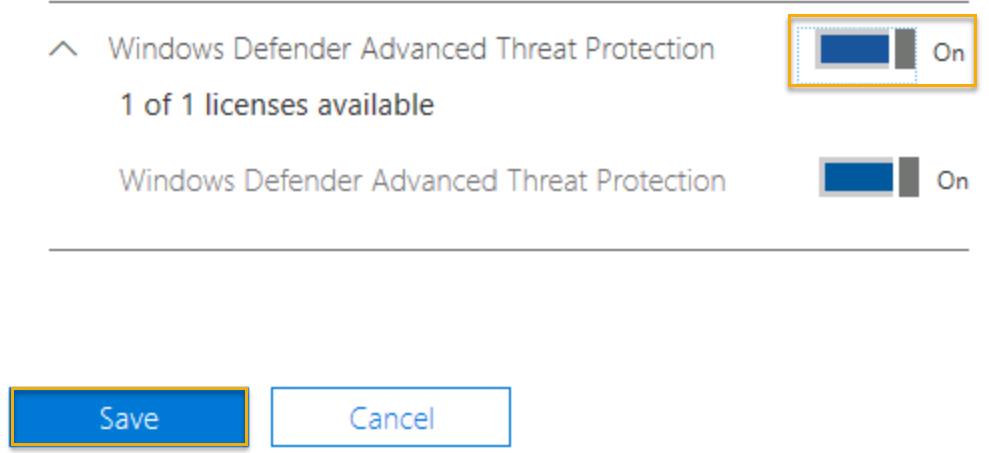 Windows Defender Advanced Threat Protection On
1 of 1 licenses available
Windows Defender Advanced Threat Protection On
Save Cancel